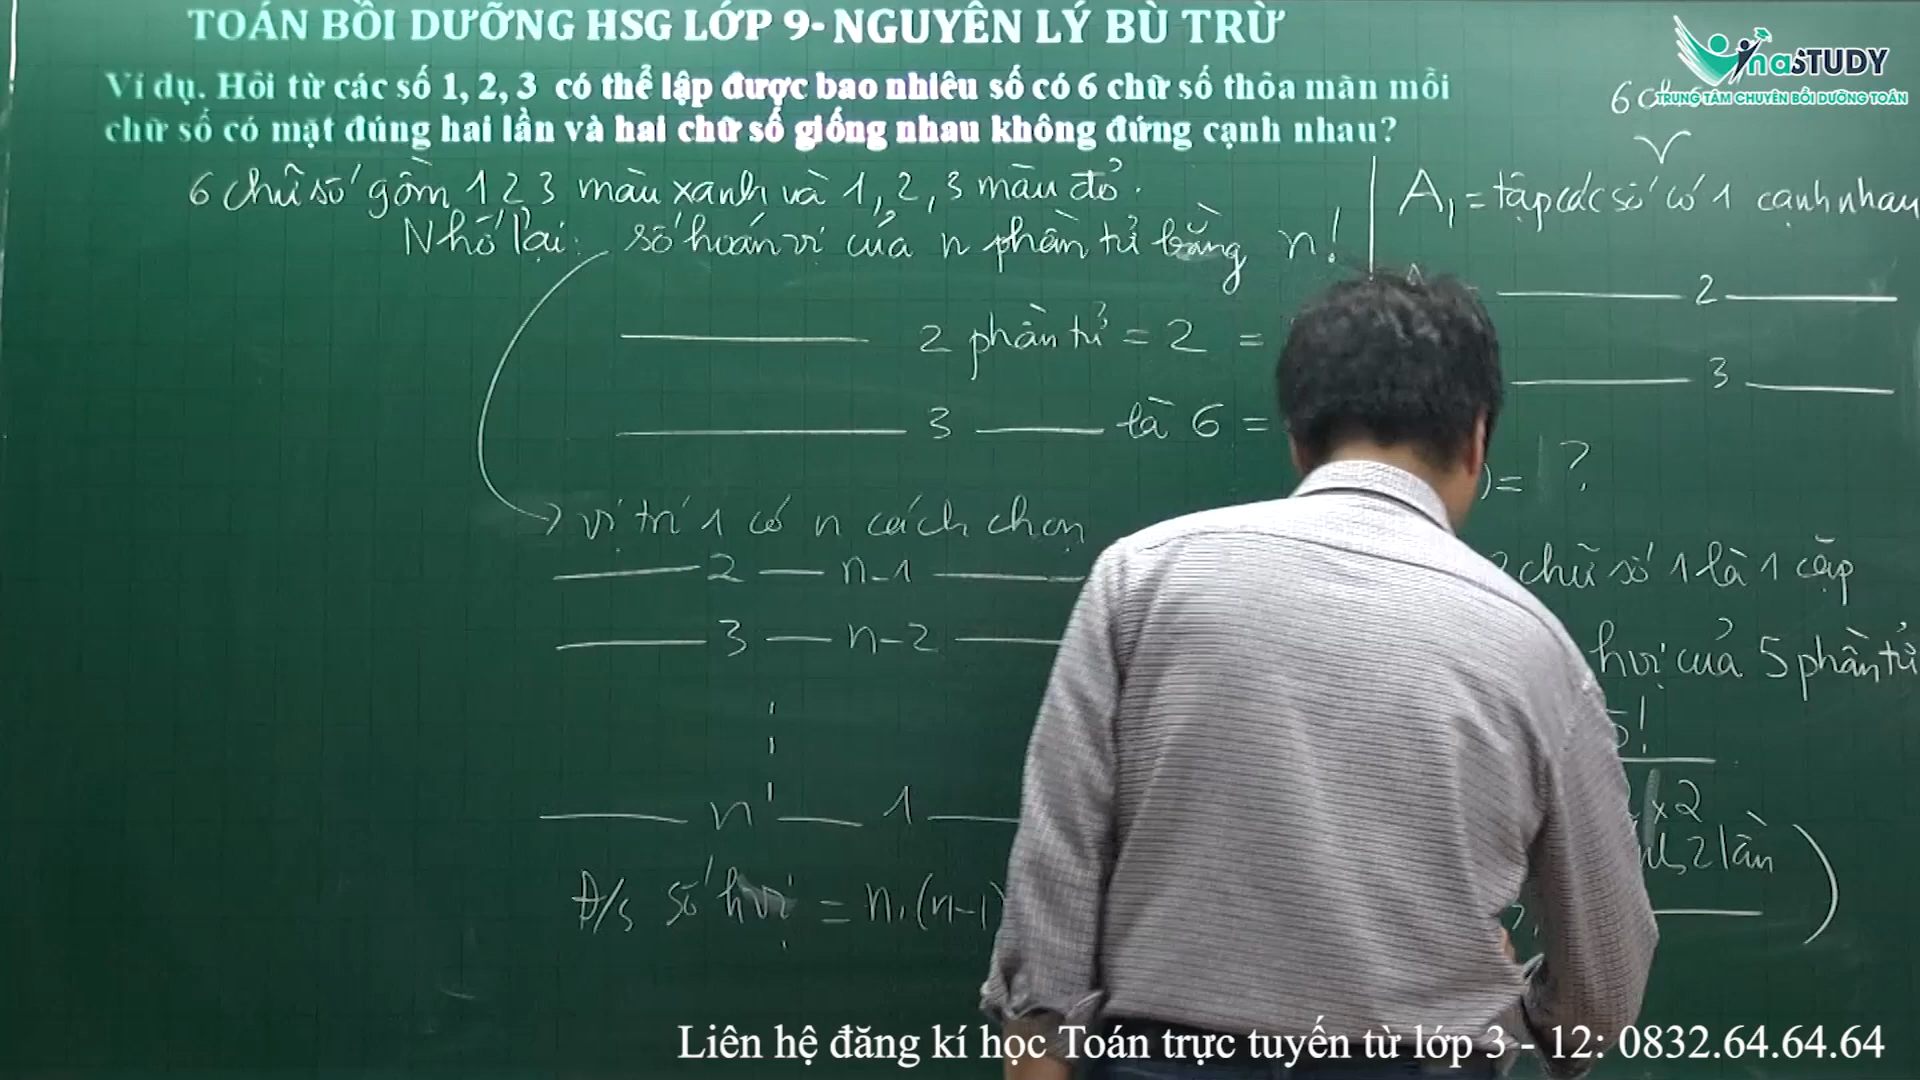 TOÁN BỒI DƯỠNG HSG LỚP 9- NGUYÊN LÝ BÙ TRỪ
Ví dụ. Hỏi từ các số 1, 2, 3 có thể lập được bao nhiêu số có 6 chữ số thỏa mãn mỗi
chữ số có mặt đúng hai lần và hai chữ số giống nhau không đứng cạnh nhau?
naSTUDY
TRUNG TÂM CHUYÊN BỒI DƯỠNG TOÁN
6 chữ số gồm 1 2 3 màu xanh và 1, 2, 3 màu đỏ.
Nhớ lại: số hoán vị của n phần tử bằng n!
2 phần tử = 2 =
3 là 6 =
vị trí 1 có n cách chọn
2 n-1
3 n-2
n 1
Đ/s số hvị = n.(n-1)
A₁ = tập các số có 1 cạnh nhau
2
3
)= ?
2 chữ số 1 là 1 cặp
hvị của 5 phần tử
5!
2x2
2 lần
Liên hệ đăng kí học Toán trực tuyến từ lớp 3 - 12: 0832.64.64.64